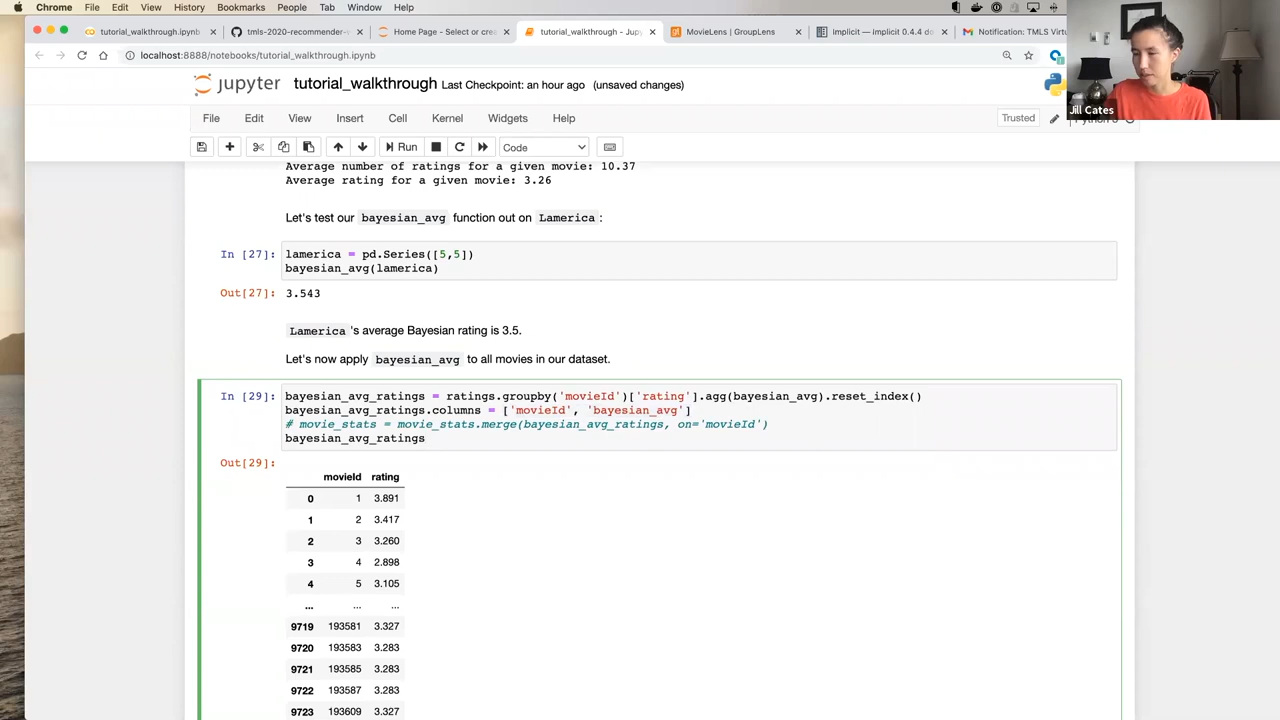 Chrome File Edit View History Bookmarks People Tab Window Help
tutorial_walkthrough.ipynb
tmls-2020-recommender-
Home Page - Select or crea
tutorial_walkthrough - Jup
MovieLens | GroupLens
Implicit — implicit 0.4.4 do
Notification: TMLS Virtu
localhost:8888/notebooks/tutorial_walkthrough.ipynb
Jill Cates
jupyter tutorial_walkthrough Last Checkpoint: an hour ago (unsaved changes)
File Edit View Insert Cell Kernel Widgets Help
Trusted
Run
Code
Average number of ratings for a given movie: 10.37
Average rating for a given movie: 3.26
Let's test our bayesian_avg function out on Lamerica :
In [27]: lamerica = pd.Series([5,5])
bayesian_avg(lamerica)
Out[27]: 3.543
Lamerica 's average Bayesian rating is 3.5.
Let's now apply bayesian_avg to all movies in our dataset.
In [29]: bayesian_avg_ratings = ratings.groupby('movieId')['rating'].agg(bayesian_avg).reset_index()
bayesian_avg_ratings.columns = ['movieId', 'bayesian_avg']
# movie_stats = movie_stats.merge(bayesian_avg_ratings, on='movieId')
bayesian_avg_ratings
Out[29]:
movieId rating
0 1 3.891
1 2 3.417
2 3 3.260
3 4 2.898
4 5 3.105
... ... ...
9719 193581 3.327
9720 193583 3.283
9721 193585 3.283
9722 193587 3.283
9723 193609 3.327